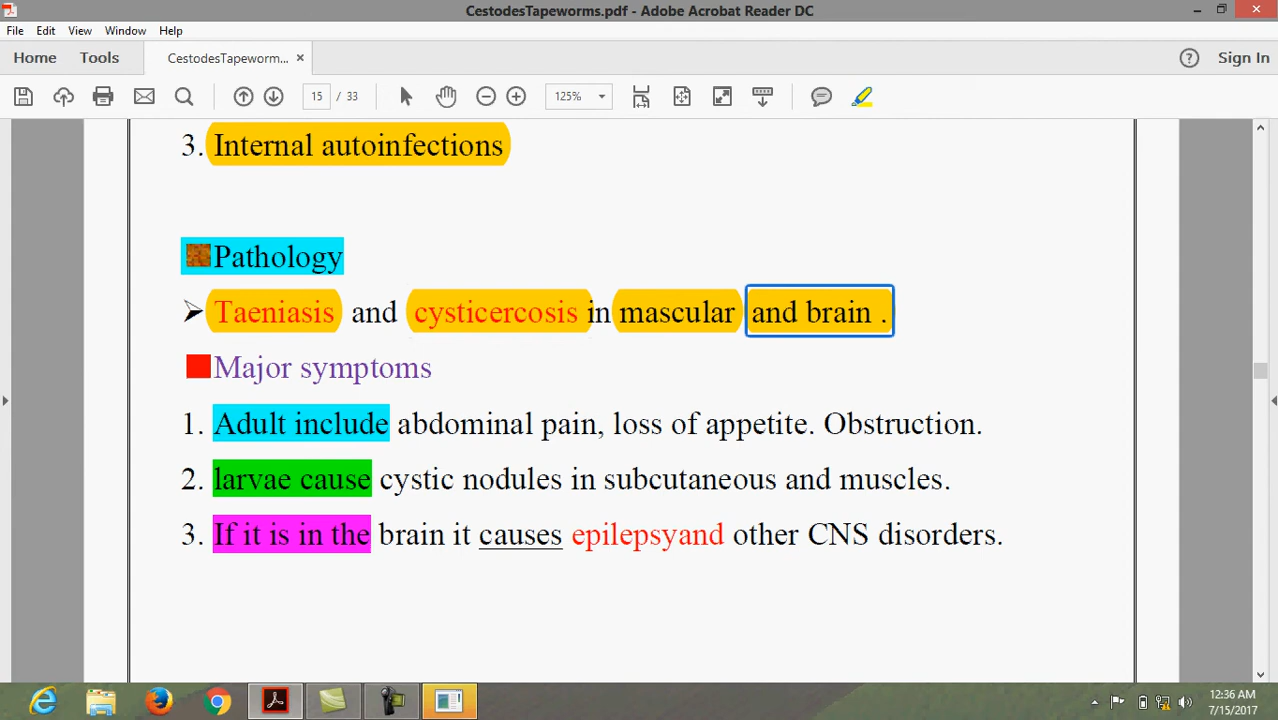 CestodesTapeworms.pdf - Adobe Acrobat Reader DC
File Edit View Window Help
Home Tools CestodesTapeworm... × Sign In
15 / 33 125%
3. Internal autoinfections
Pathology
➢ Taeniasis and cysticercosis in mascular and brain .
Major symptoms
1. Adult include abdominal pain, loss of appetite. Obstruction.
2. larvae cause cystic nodules in subcutaneous and muscles.
3. If it is in the brain it causes epilepsyand other CNS disorders.
12:36 AM
7/15/2017